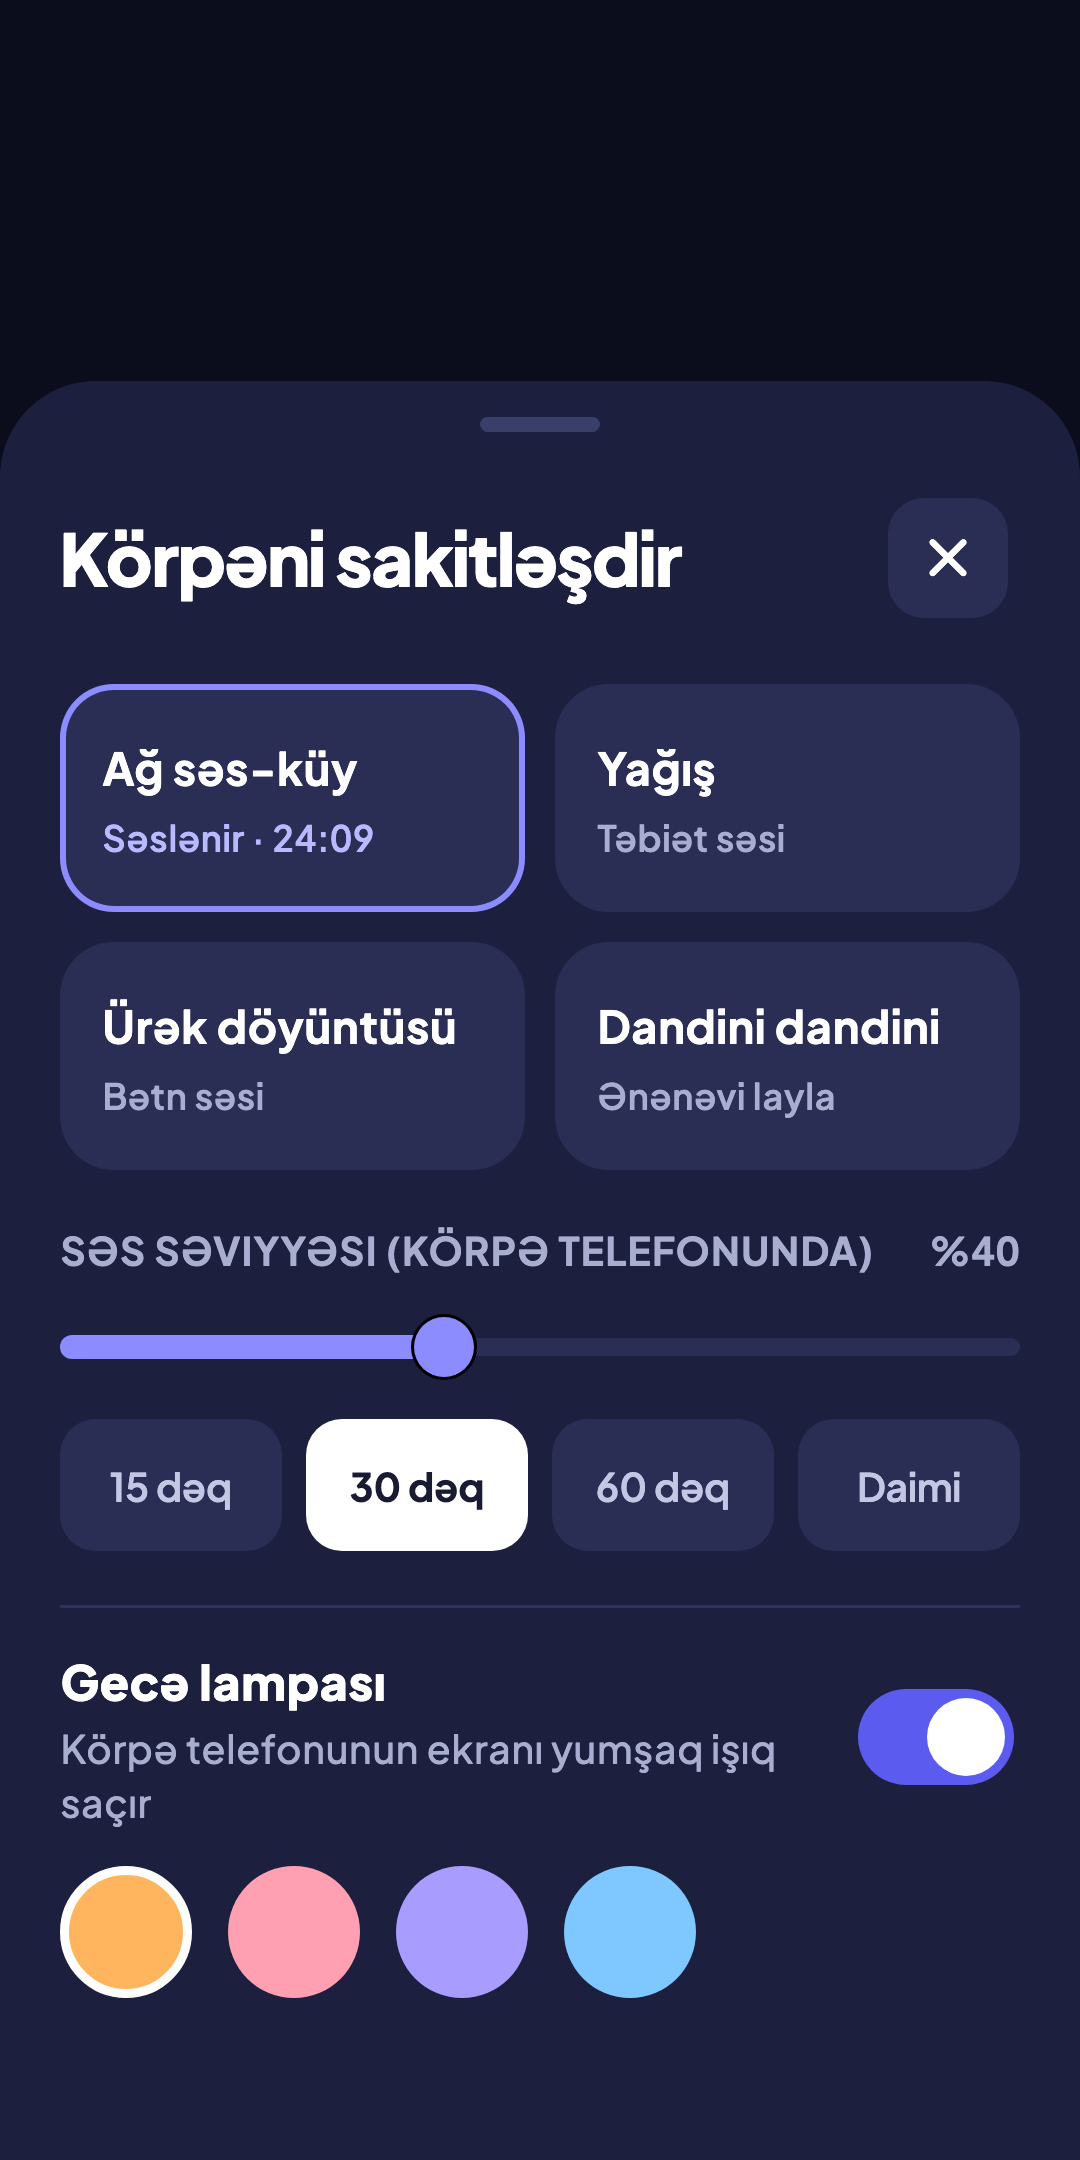 Körpəni sakitləşdir
Ağ səs-küy
Səslənir · 24:09
Yağış
Təbiət səsi
Ürək döyüntüsü
Bətn səsi
Dandini dandini
Ənənəvi layla
SƏS SƏVIYYƏSI (KÖRPƏ TELEFONUNDA) %40
15 dəq 30 dəq 60 dəq Daimi
Gecə lampası
Körpə telefonunun ekranı yumşaq işıq
saçır